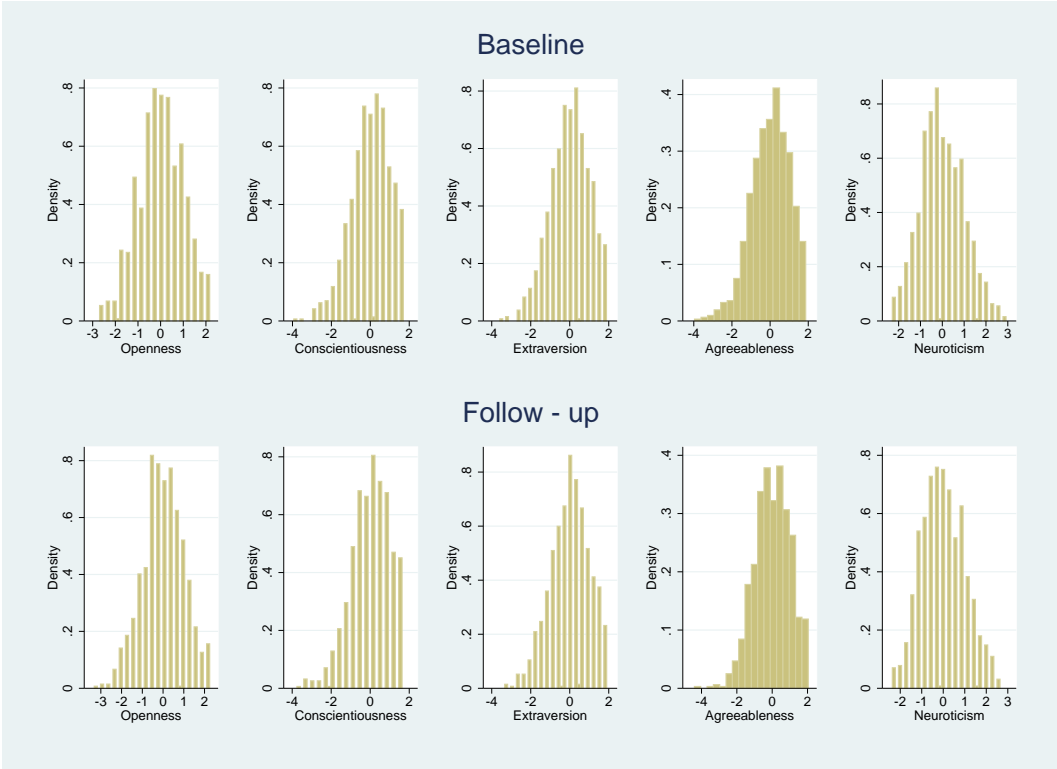 Baseline
Density
0 .2 .4 .6 .8
-3 -2 -1 0 1 2
Openness
Density
0 .2 .4 .6 .8
-4 -2 0 2
Conscientiousness
Density
0 .2 .4 .6 .8
-4 -2 0 2
Extraversion
Density
0 .1 .2 .3 .4
-4 -2 0 2
Agreeableness
Density
0 .2 .4 .6 .8
-2 -1 0 1 2 3
Neuroticism
Follow - up
Density
0 .2 .4 .6 .8
-3 -2 -1 0 1 2
Openness
Density
0 .2 .4 .6 .8
-4 -2 0 2
Conscientiousness
Density
0 .2 .4 .6 .8
-4 -2 0 2
Extraversion
Density
0 .1 .2 .3 .4
-4 -2 0 2
Agreeableness
Density
0 .2 .4 .6 .8
-2 -1 0 1 2 3
Neuroticism